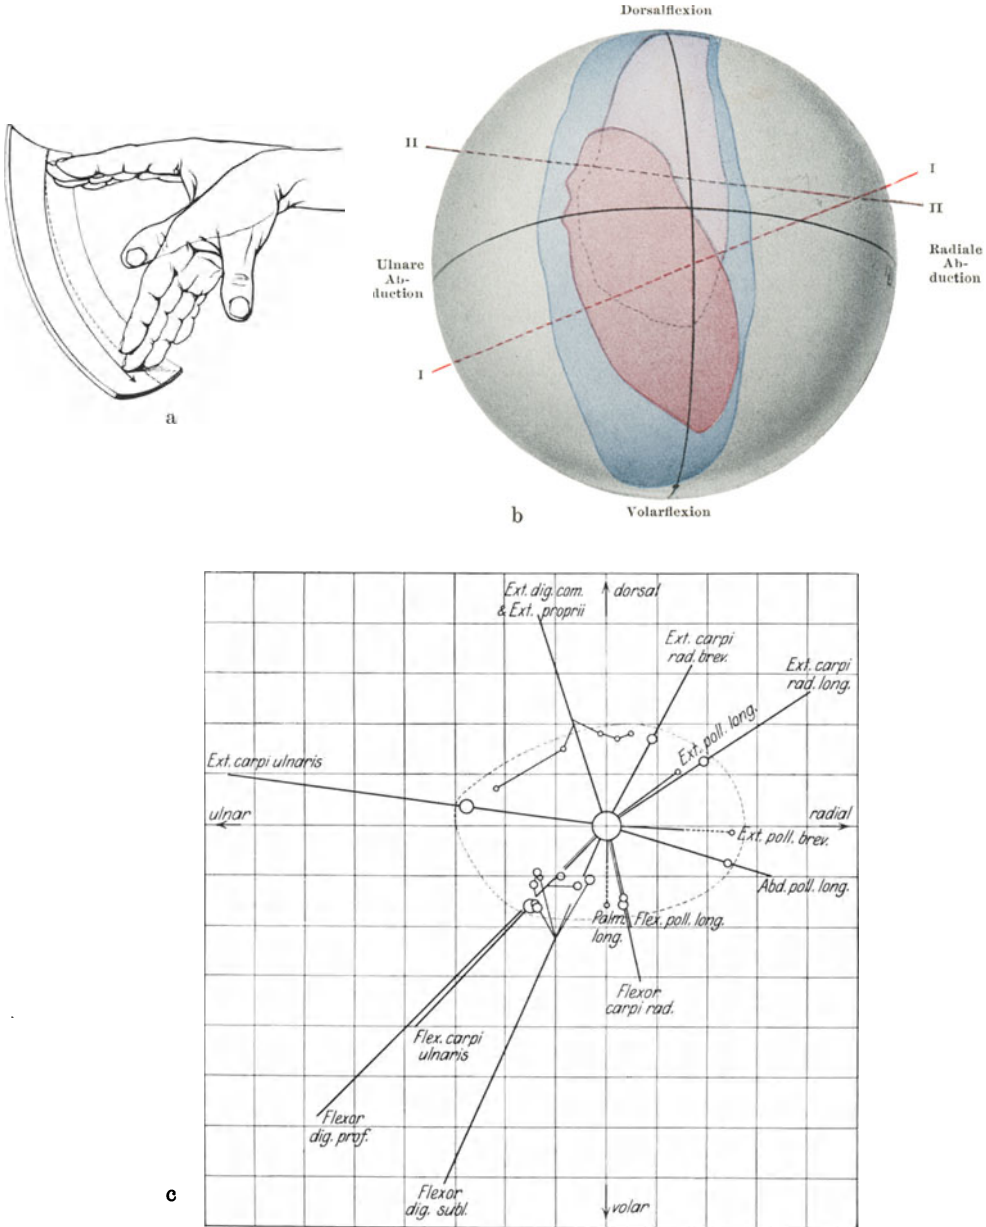 Dorsalflexion
II
I
II
Ulnare
Ab-
duction
Radiale
Ab-
duction
I
a
Volarflexion
b
Ext. dig. com.
& Ext. proprii
dorsal
Ext. carpi
rad. brev.
Ext. carpi
rad. long.
Ext. poll. long.
Ext. carpi ulnaris
ulnar
radial
Ext. poll. brev.
Abd. poll. long.
Palm.
long.
Flex. poll. long.
Flexor
carpi rad.
Flex. carpi
ulnaris
Flexor
dig. prof.
Flexor
dig. subl.
volar
c